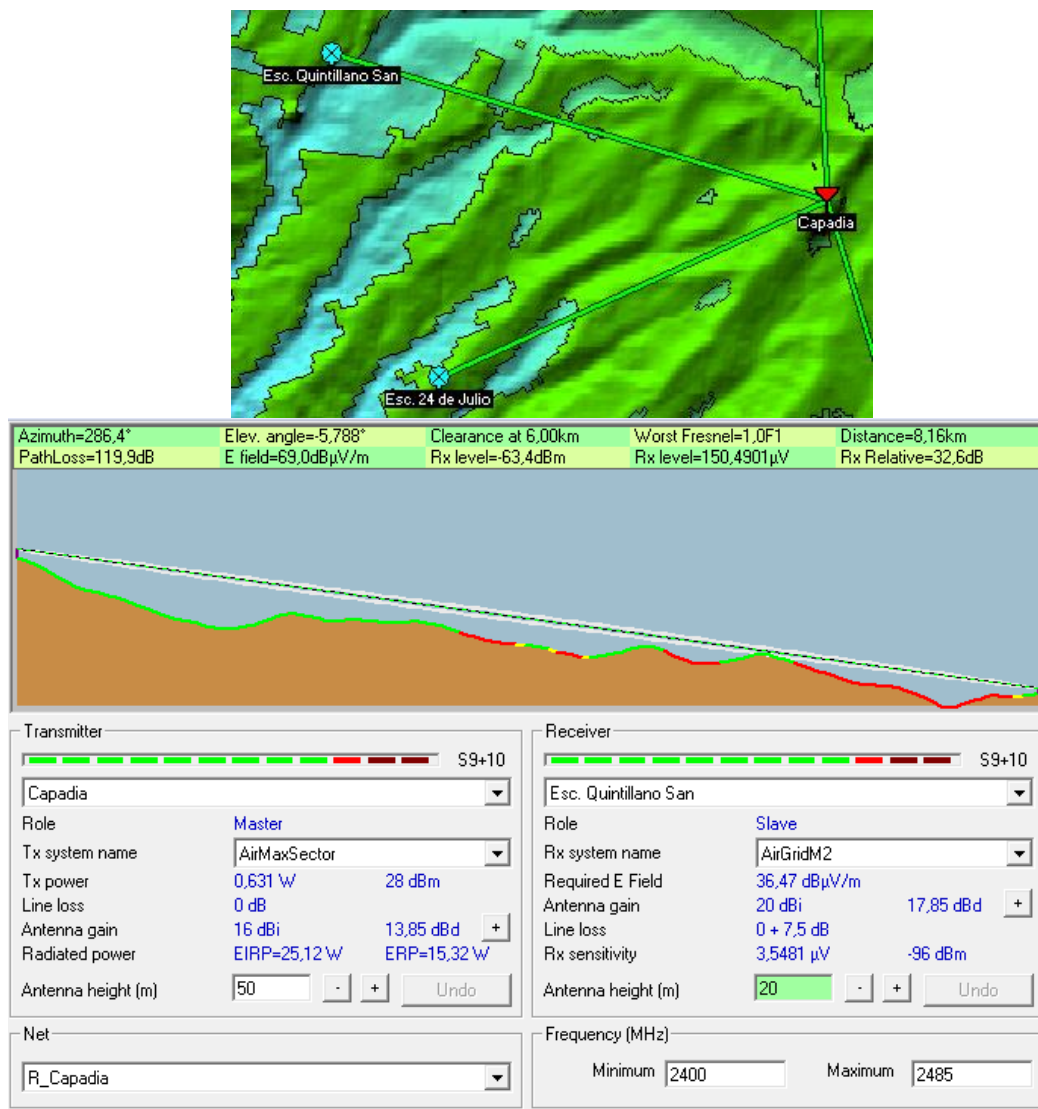 Esc. Quintillano San
Capadia
Esc. 24 de Julio
Azimuth=286,4° Elev. angle=-5,788° Clearance at 6,00km Worst Fresnel=1,0F1 Distance=8,16km
PathLoss=119,9dB E field=69,0dBµV/m Rx level=-63,4dBm Rx level=150,4901µV Rx Relative=32,6dB
Transmitter
S9+10
Capadia
Role Master
Tx system name AirMaxSector
Tx power 0,631 W 28 dBm
Line loss 0 dB
Antenna gain 16 dBi 13,85 dBd +
Radiated power EIRP=25,12 W ERP=15,32 W
Antenna height (m) 50 - + Undo
Net
R_Capadia
Receiver
S9+10
Esc. Quintillano San
Role Slave
Rx system name AirGridM2
Required E Field 36,47 dBµV/m
Antenna gain 20 dBi 17,85 dBd +
Line loss 0 + 7,5 dB
Rx sensitivity 3,5481 µV -96 dBm
Antenna height (m) 20 - + Undo
Frequency (MHz)
Minimum 2400 Maximum 2485